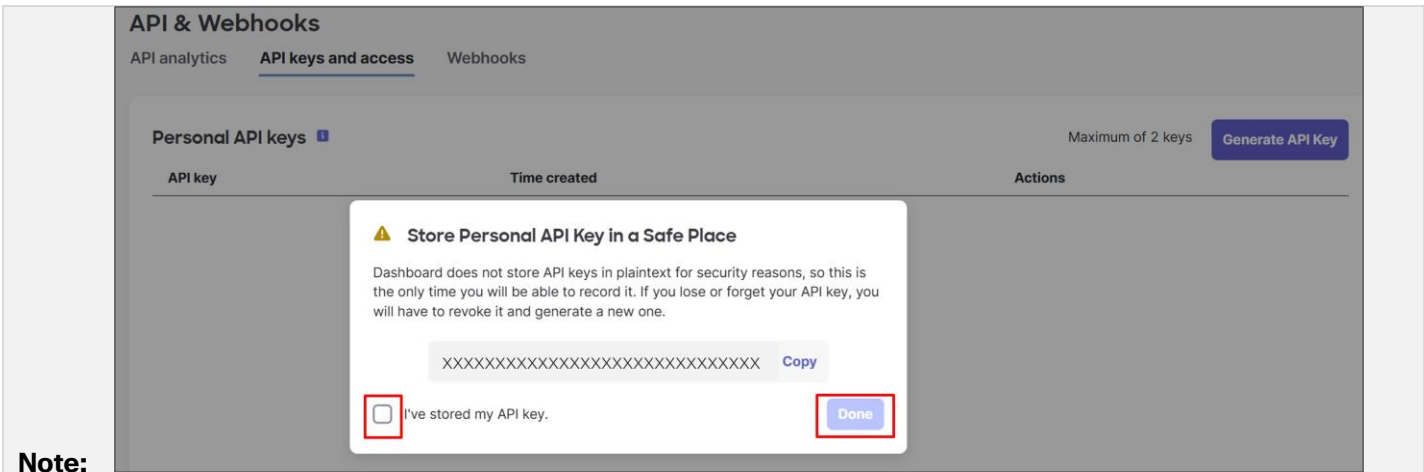 API & Webhooks
API analytics API keys and access Webhooks
Personal API keys i Maximum of 2 keys Generate API Key
API key Time created Actions
Store Personal API Key in a Safe Place
Dashboard does not store API keys in plaintext for security reasons, so this is
the only time you will be able to record it. If you lose or forget your API key, you
will have to revoke it and generate a new one.
XXXXXXXXXXXXXXXXXXXXXXXXXXXXXX Copy
I've stored my API key. Done
Note: